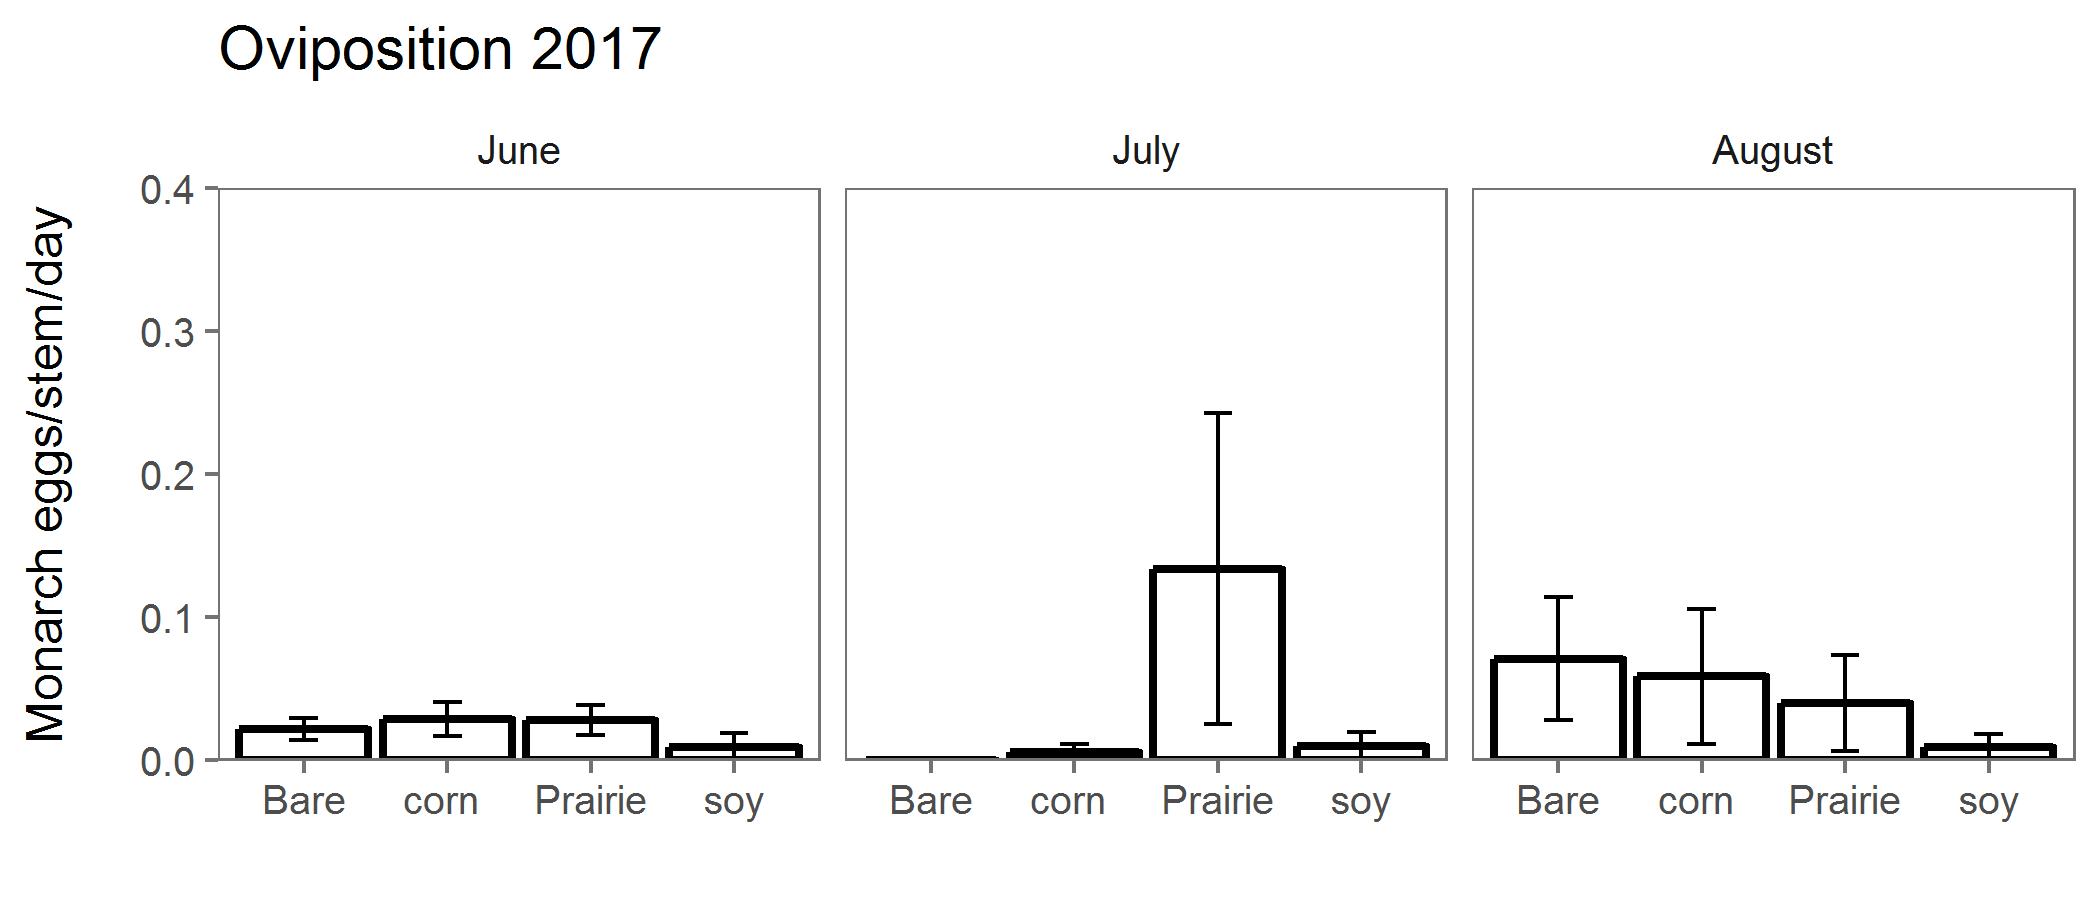 Oviposition 2017
June July August
Monarch eggs/stem/day
0.4
0.3
0.2
0.1
0.0
Bare corn Prairie soy Bare corn Prairie soy Bare corn Prairie soy